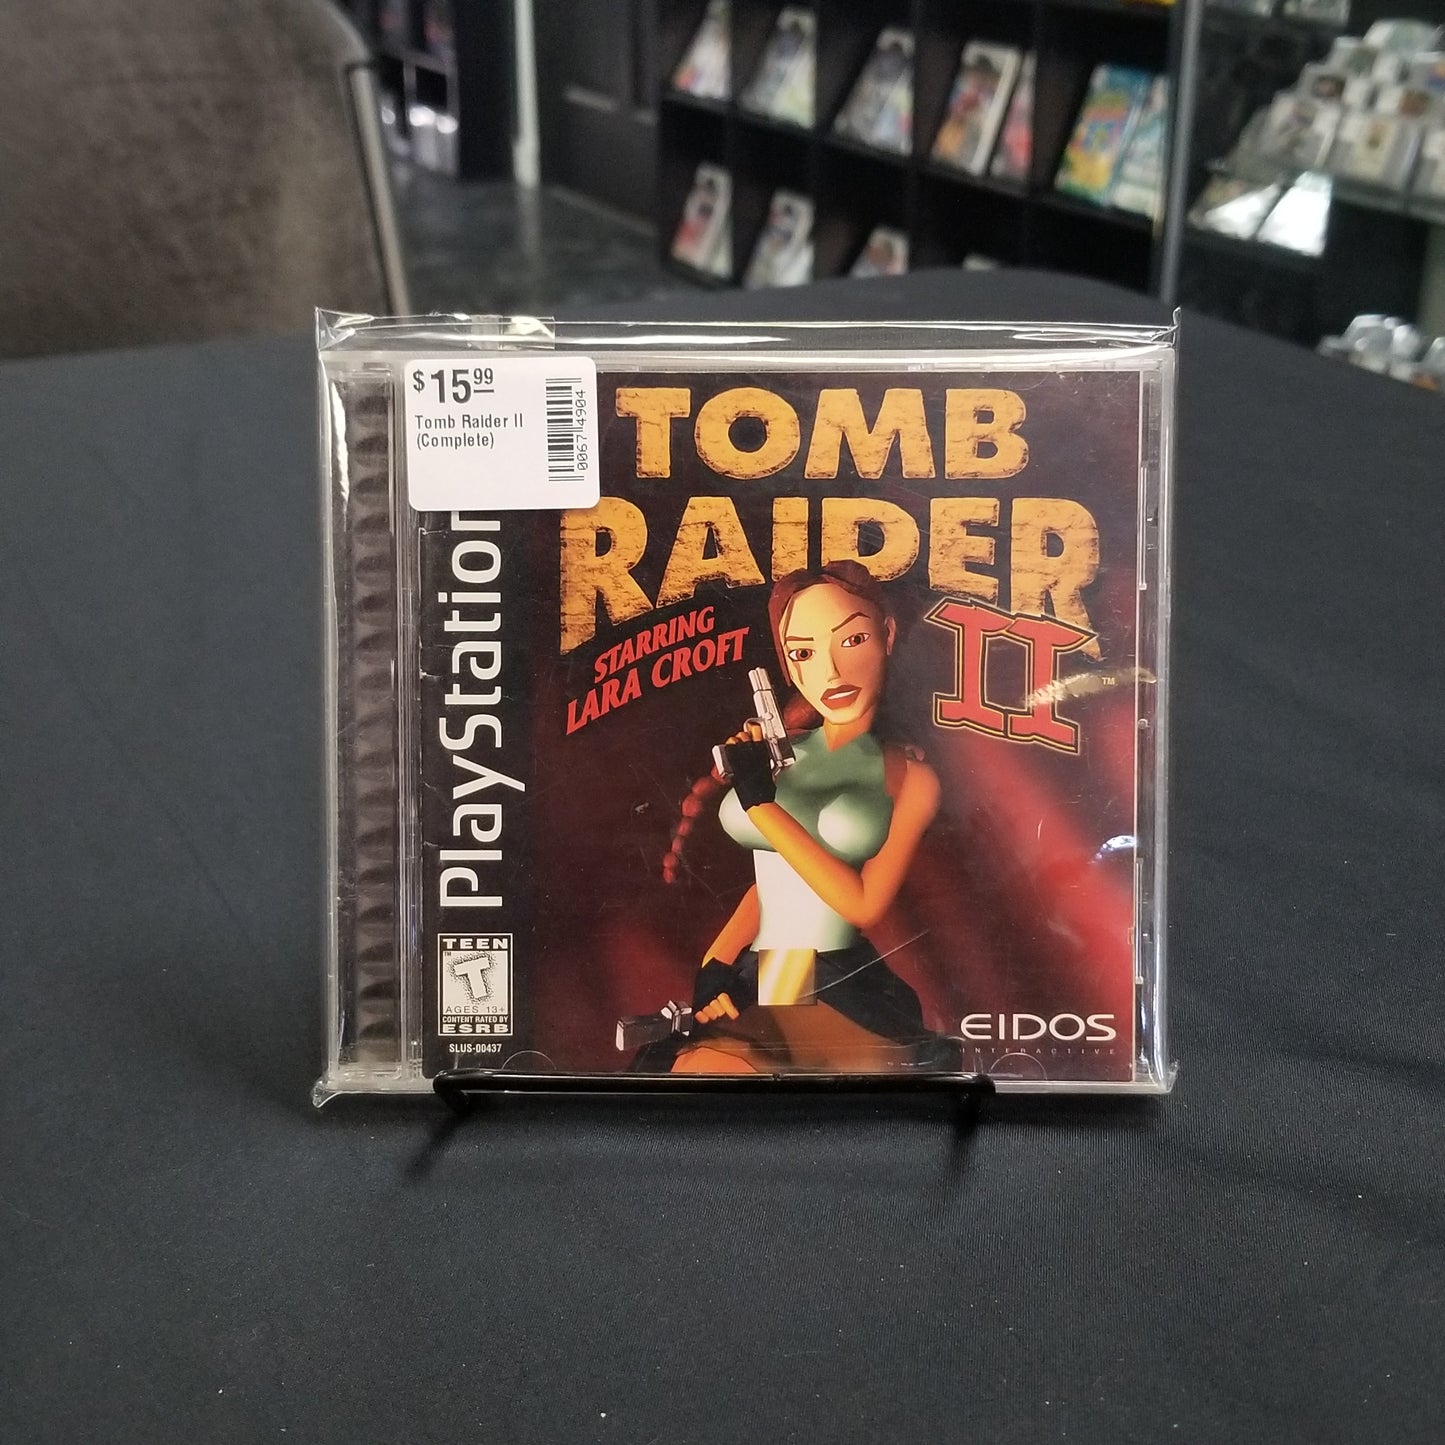 $15.99
Tomb Raider II
(Complete)
00674904
TOMB
RAIDER
II
TM
STARRING
LARA CROFT
PlayStation
TEEN
T
AGES 13+
CONTENT RATED BY
ESRB
SLUS-00437
EIDOS
INTERACTIVE